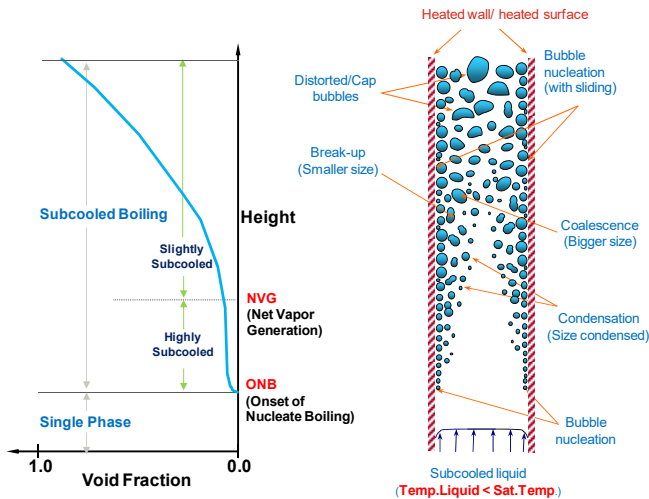 Heated wall/ heated surface
Distorted/Cap
bubbles
Bubble
nucleation
(with sliding)
Break-up
(Smaller size)
Subcooled Boiling
Height
Coalescence
(Bigger size)
Slightly
Subcooled
NVG
(Net Vapor
Generation)
Condensation
(Size condensed)
Highly
Subcooled
ONB
(Onset of
Nucleate Boiling)
Single Phase
Bubble
nucleation
1.0
0.0
Void Fraction
Subcooled liquid
(Temp.Liquid < Sat.Temp.)